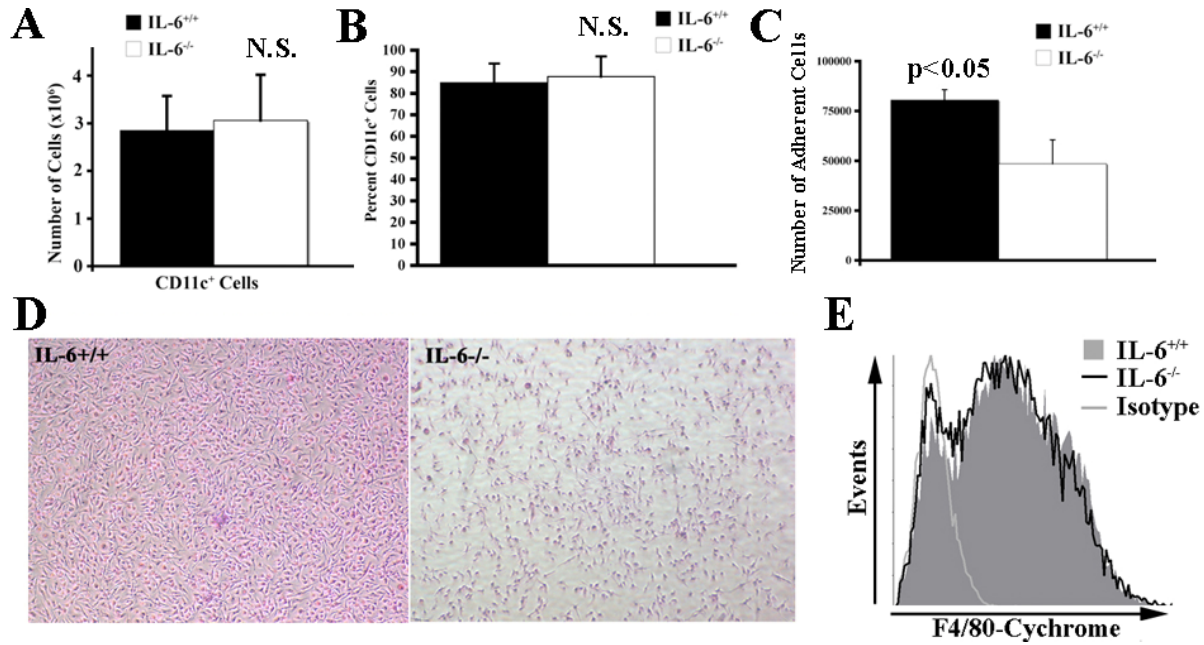 A
IL-6+/+
IL-6-/-
N.S.
Number of Cells (x10⁶)
4
3
2
1
0
CD11c+ Cells
B
IL-6+/+
IL-6-/-
N.S.
Percent CD11c+ Cells
100
90
80
70
60
50
40
30
20
10
0
C
IL-6+/+
IL-6-/-
p<0.05
Number of Adherent Cells
100000
75000
50000
25000
0
D
IL-6+/+
IL-6-/-
E
IL-6+/+
IL-6-/-
Isotype
Events
F4/80-Cychrome